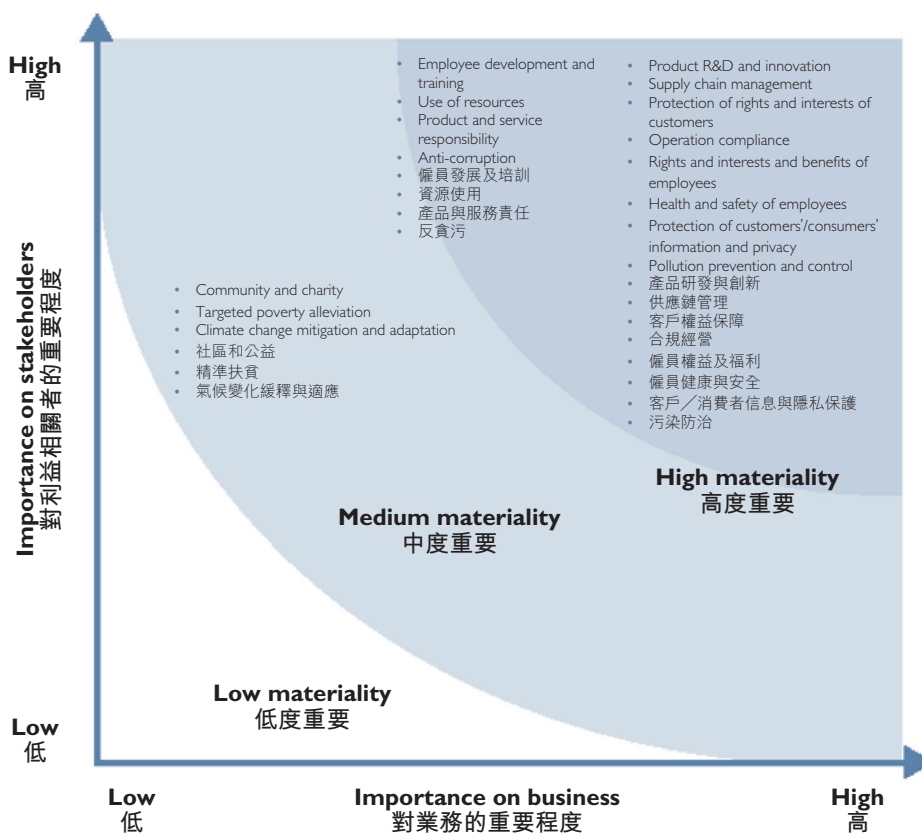 High
高
Importance on stakeholders
對利益相關者的重要程度
Low
低
• Employee development and
training
• Use of resources
• Product and service
responsibility
• Anti-corruption
• 僱員發展及培訓
• 資源使用
• 產品與服務責任
• 反貪污
• Product R&D and innovation
• Supply chain management
• Protection of rights and interests of
customers
• Operation compliance
• Rights and interests and benefits of
employees
• Health and safety of employees
• Protection of customers’/consumers’
information and privacy
• Pollution prevention and control
• 產品研發與創新
• 供應鏈管理
• 客戶權益保障
• 合規經營
• 僱員權益及福利
• 僱員健康與安全
• 客戶／消費者信息與隱私保護
• 污染防治
• Community and charity
• Targeted poverty alleviation
• Climate change mitigation and adaptation
• 社區和公益
• 精準扶貧
• 氣候變化緩釋與適應
High materiality
高度重要
Medium materiality
中度重要
Low materiality
低度重要
Low
低
Importance on business
對業務的重要程度
High
高